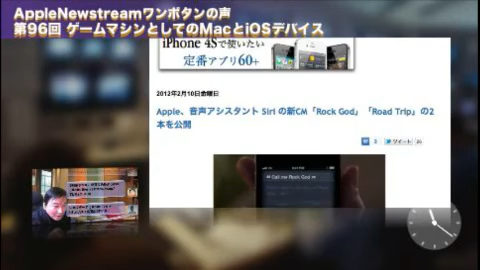 AppleNewstreamワンボタンの声
第96回 ゲームマシンとしてのMacとiOSデバイス
iPhone 4Sで使いたい
定番アプリ60+
2012年2月10日金曜日
Apple、音声アシスタント Siri の新CM「Rock God」「Road Trip」の2
本を公開
ツイート
“Call me Rock God”